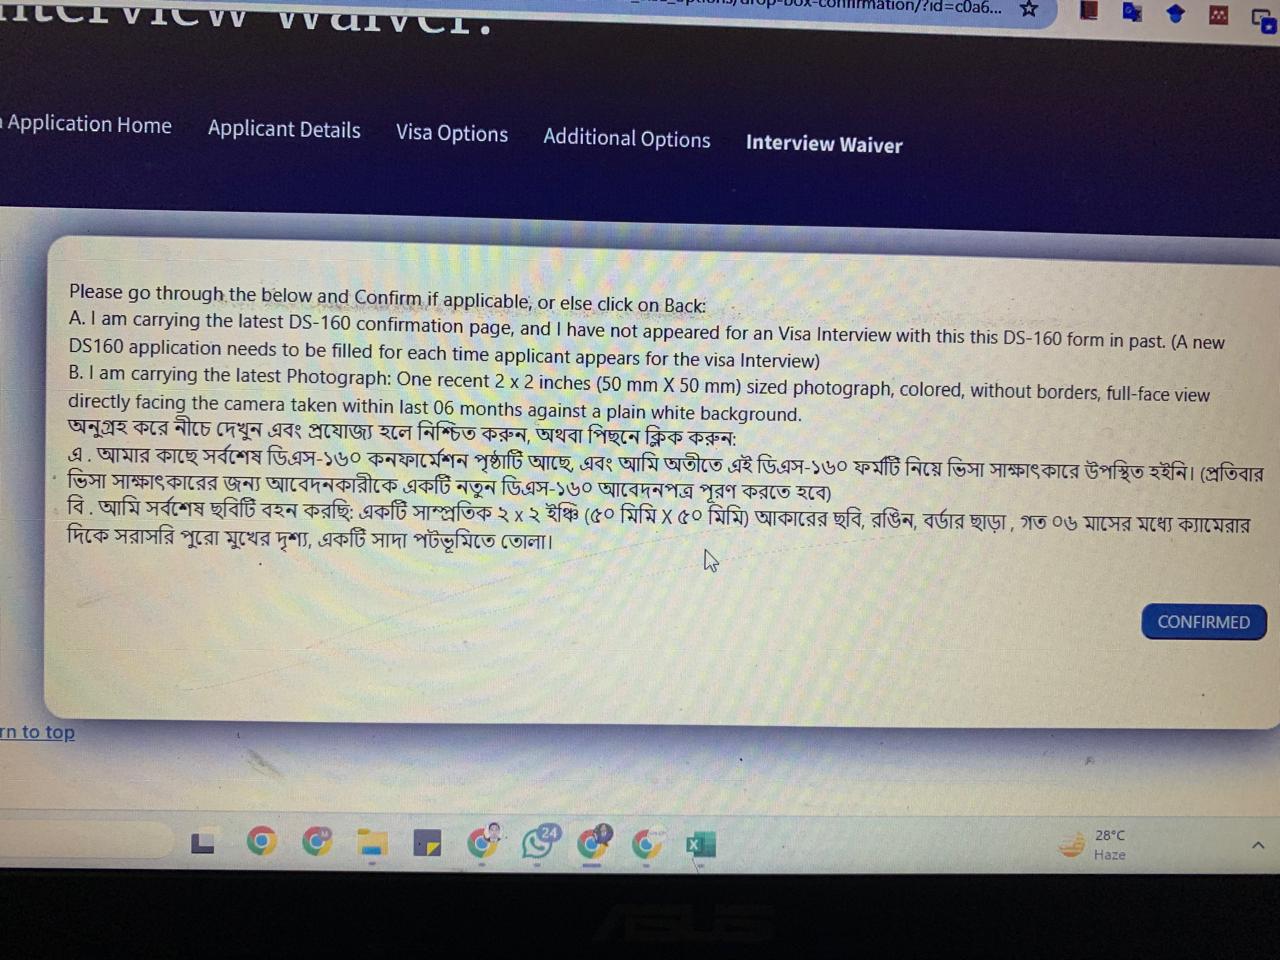 Interview Waiver.
drop-box-confirmation/?id=c0a6...
Application Home Applicant Details Visa Options Additional Options Interview Waiver
Please go through the below and Confirm if applicable, or else click on Back:
A. I am carrying the latest DS-160 confirmation page, and I have not appeared for an Visa Interview with this this DS-160 form in past. (A new
DS160 application needs to be filled for each time applicant appears for the visa Interview)
B. I am carrying the latest Photograph: One recent 2 x 2 inches (50 mm X 50 mm) sized photograph, colored, without borders, full-face view
directly facing the camera taken within last 06 months against a plain white background.
অনুগ্রহ করে নীচে দেখুন এবং প্রযোজ্য হলে নিশ্চিত করুন, অথবা পিছনে ক্লিক করুন:
এ . আমার কাছে সর্বশেষ ডিএস-১৬০ কনফার্মেশন পৃষ্ঠাটি আছে, এবং আমি অতীতে এই ডিএস-১৬০ ফর্মটি নিয়ে ভিসা সাক্ষাৎকারে উপস্থিত হইনি। (প্রতিবার
ভিসা সাক্ষাৎকারের জন্য আবেদনকারীকে একটি নতুন ডিএস-১৬০ আবেদনপত্র পূরণ করতে হবে)
বি . আমি সর্বশেষ ছবিটি বহন করছি: একটি সাম্প্রতিক ২ x ২ ইঞ্চি (৫০ মিমি X ৫০ মিমি) আকারের ছবি, রঙিন, বর্ডার ছাড়া , গত ০৬ মাসের মধ্যে ক্যামেরার
দিকে সরাসরি পুরো মুখের দৃশ্য, একটি সাদা পটভূমিতে তোলা।
CONFIRMED
rn to top
24
28°C
Haze
ASUS